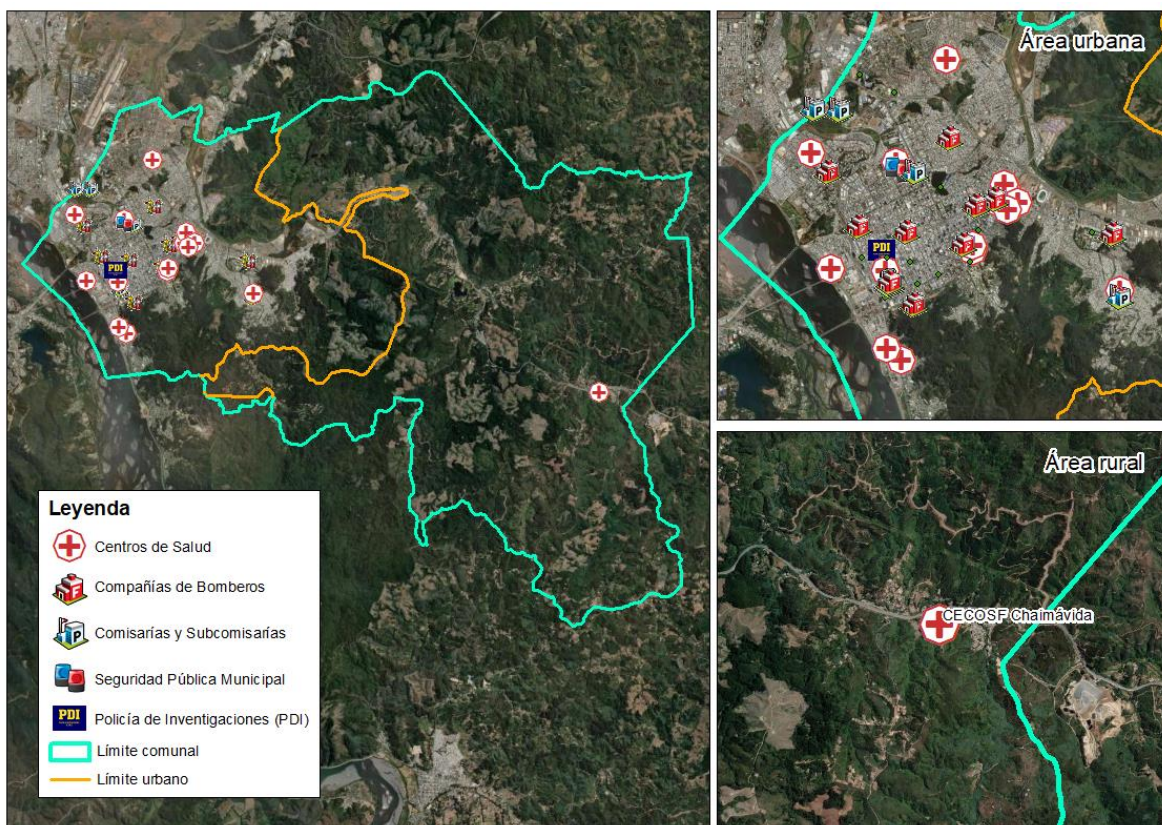 Área urbana
Área rural
CECOSF Chaimávida
PDI
PDI
Leyenda
Centros de Salud
Compañías de Bomberos
Comisarías y Subcomisarías
Seguridad Pública Municipal
PDI
Policía de Investigaciones (PDI)
Límite comunal
Límite urbano